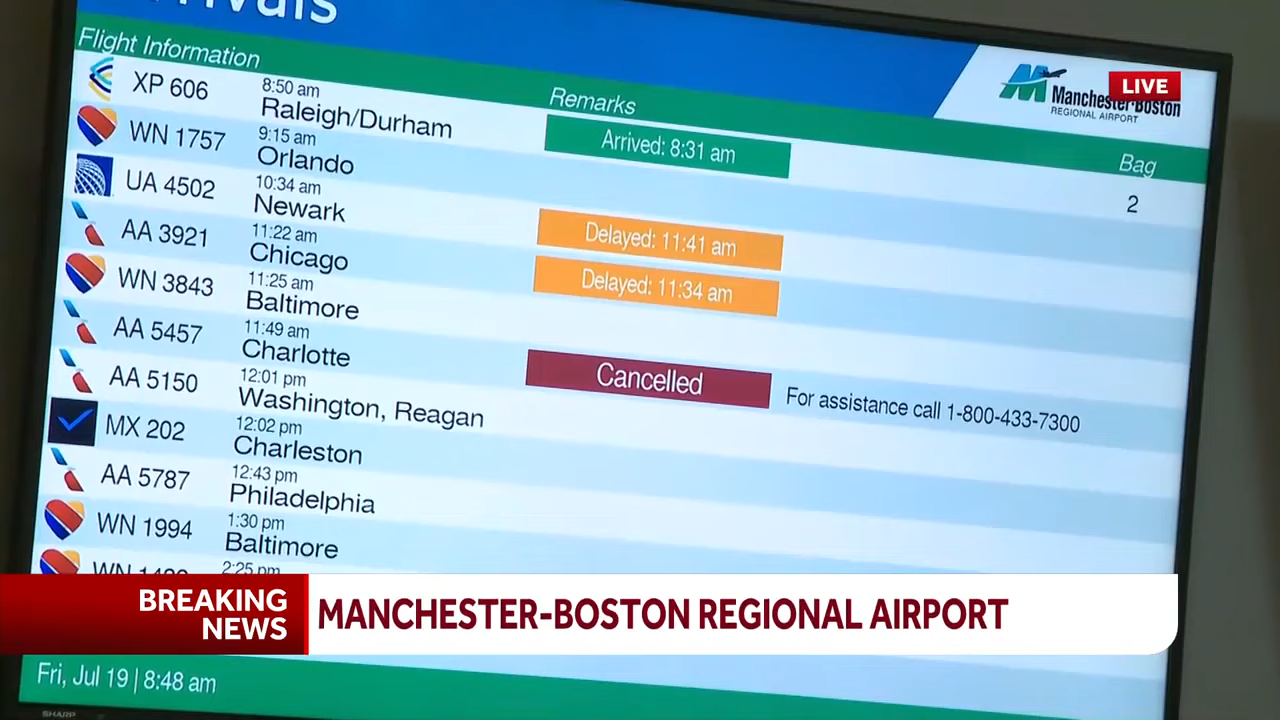 Arrivals
Flight Information
Remarks
Bag
Manchester-Boston
REGIONAL AIRPORT
LIVE
XP 606 8:50 am Raleigh/Durham Arrived: 8:31 am 2
WN 1757 9:15 am Orlando
UA 4502 10:34 am Newark Delayed: 11:41 am
AA 3921 11:22 am Chicago Delayed: 11:34 am
WN 3843 11:25 am Baltimore
AA 5457 11:49 am Charlotte Cancelled For assistance call 1-800-433-7300
AA 5150 12:01 pm Washington, Reagan
MX 202 12:02 pm Charleston
AA 5787 12:43 pm Philadelphia
WN 1994 1:30 pm Baltimore
WN 2:25 pm
BREAKING NEWS
MANCHESTER-BOSTON REGIONAL AIRPORT
Fri, Jul 19 | 8:48 am
SHARP